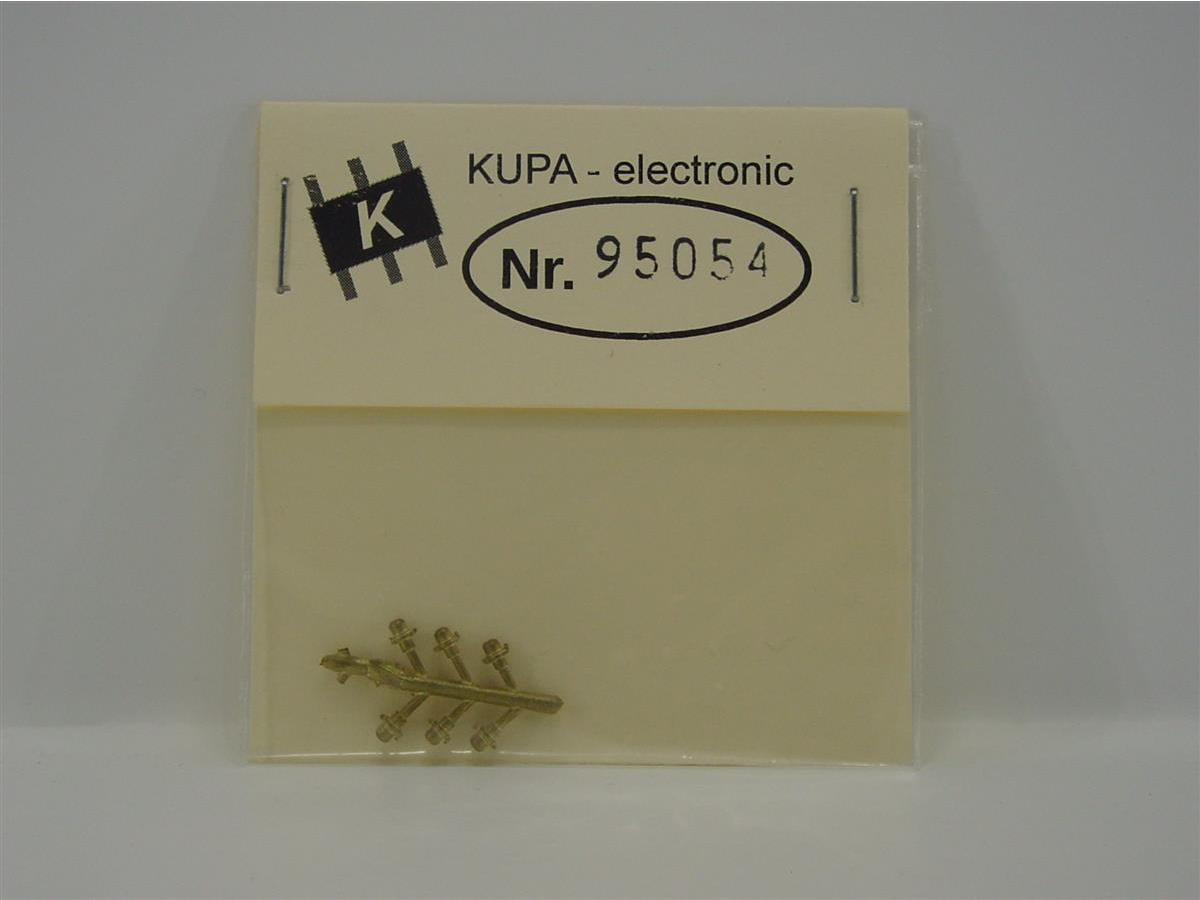 KUPA - electronic
K
Nr. 95054